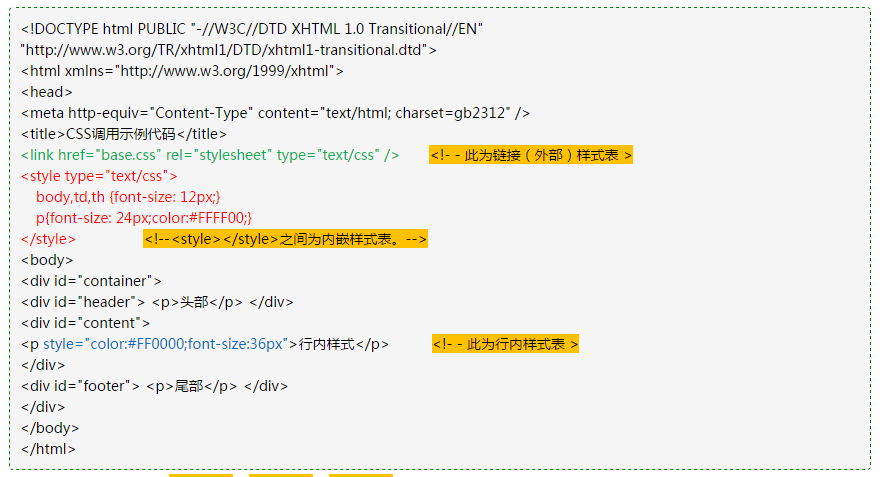 <!DOCTYPE html PUBLIC "-//W3C//DTD XHTML 1.0 Transitional//EN"
"http://www.w3.org/TR/xhtml1/DTD/xhtml1-transitional.dtd">
<html xmlns="http://www.w3.org/1999/xhtml">
<head>
<meta http-equiv="Content-Type" content="text/html; charset=gb2312" />
<title>CSS调用示例代码</title>
<link href="base.css" rel="stylesheet" type="text/css" /> <!- - 此为链接（外部）样式表 >
<style type="text/css">
body,td,th {font-size: 12px;}
p{font-size: 24px;color:#FFFF00;}
</style> <!--<style></style>之间为内嵌样式表。-->
<body>
<div id="container">
<div id="header"> <p>头部</p> </div>
<div id="content">
<p style="color:#FF0000;font-size:36px">行内样式</p> <!- - 此为行内样式表 >
</div>
<div id="footer"> <p>尾部</p> </div>
</div>
</body>
</html>